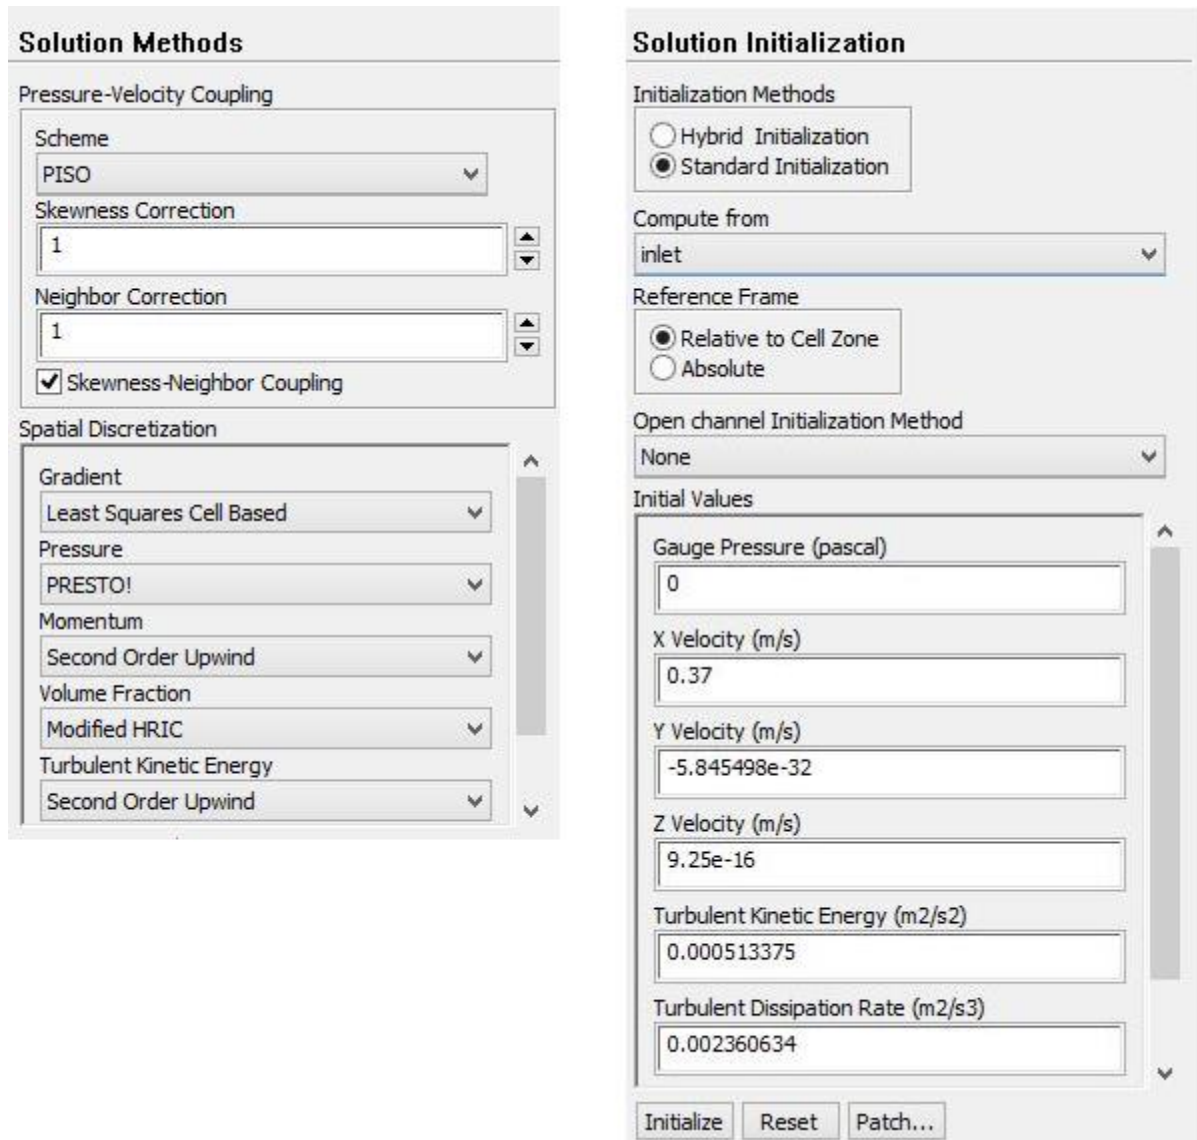 Solution Methods
Pressure-Velocity Coupling
Scheme
PISO
Skewness Correction
1
Neighbor Correction
1
Skewness-Neighbor Coupling
Spatial Discretization
Gradient
Least Squares Cell Based
Pressure
PRESTO!
Momentum
Second Order Upwind
Volume Fraction
Modified HRIC
Turbulent Kinetic Energy
Second Order Upwind
Solution Initialization
Initialization Methods
Hybrid Initialization
Standard Initialization
Compute from
inlet
Reference Frame
Relative to Cell Zone
Absolute
Open channel Initialization Method
None
Initial Values
Gauge Pressure (pascal)
0
X Velocity (m/s)
0.37
Y Velocity (m/s)
-5.845498e-32
Z Velocity (m/s)
9.25e-16
Turbulent Kinetic Energy (m2/s2)
0.000513375
Turbulent Dissipation Rate (m2/s3)
0.002360634
Initialize Reset Patch...